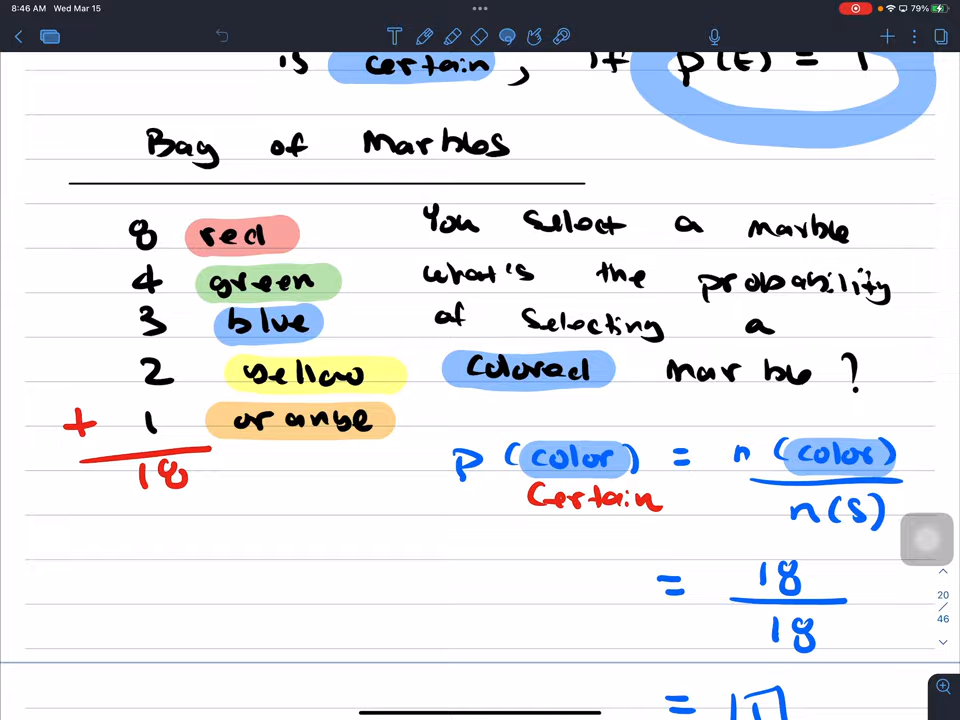 8:46 AM Wed Mar 15
79%
T
is certain, if P(E) = 1
Bag of Marbles
8 red
4 green
3 blue
2 yellow
+ 1 orange
18
You select a marble
what's the probability
of selecting a
colored marble?
P (color) = n (color)
n(S)
Certain
= 18
18
= 1
20
/
46